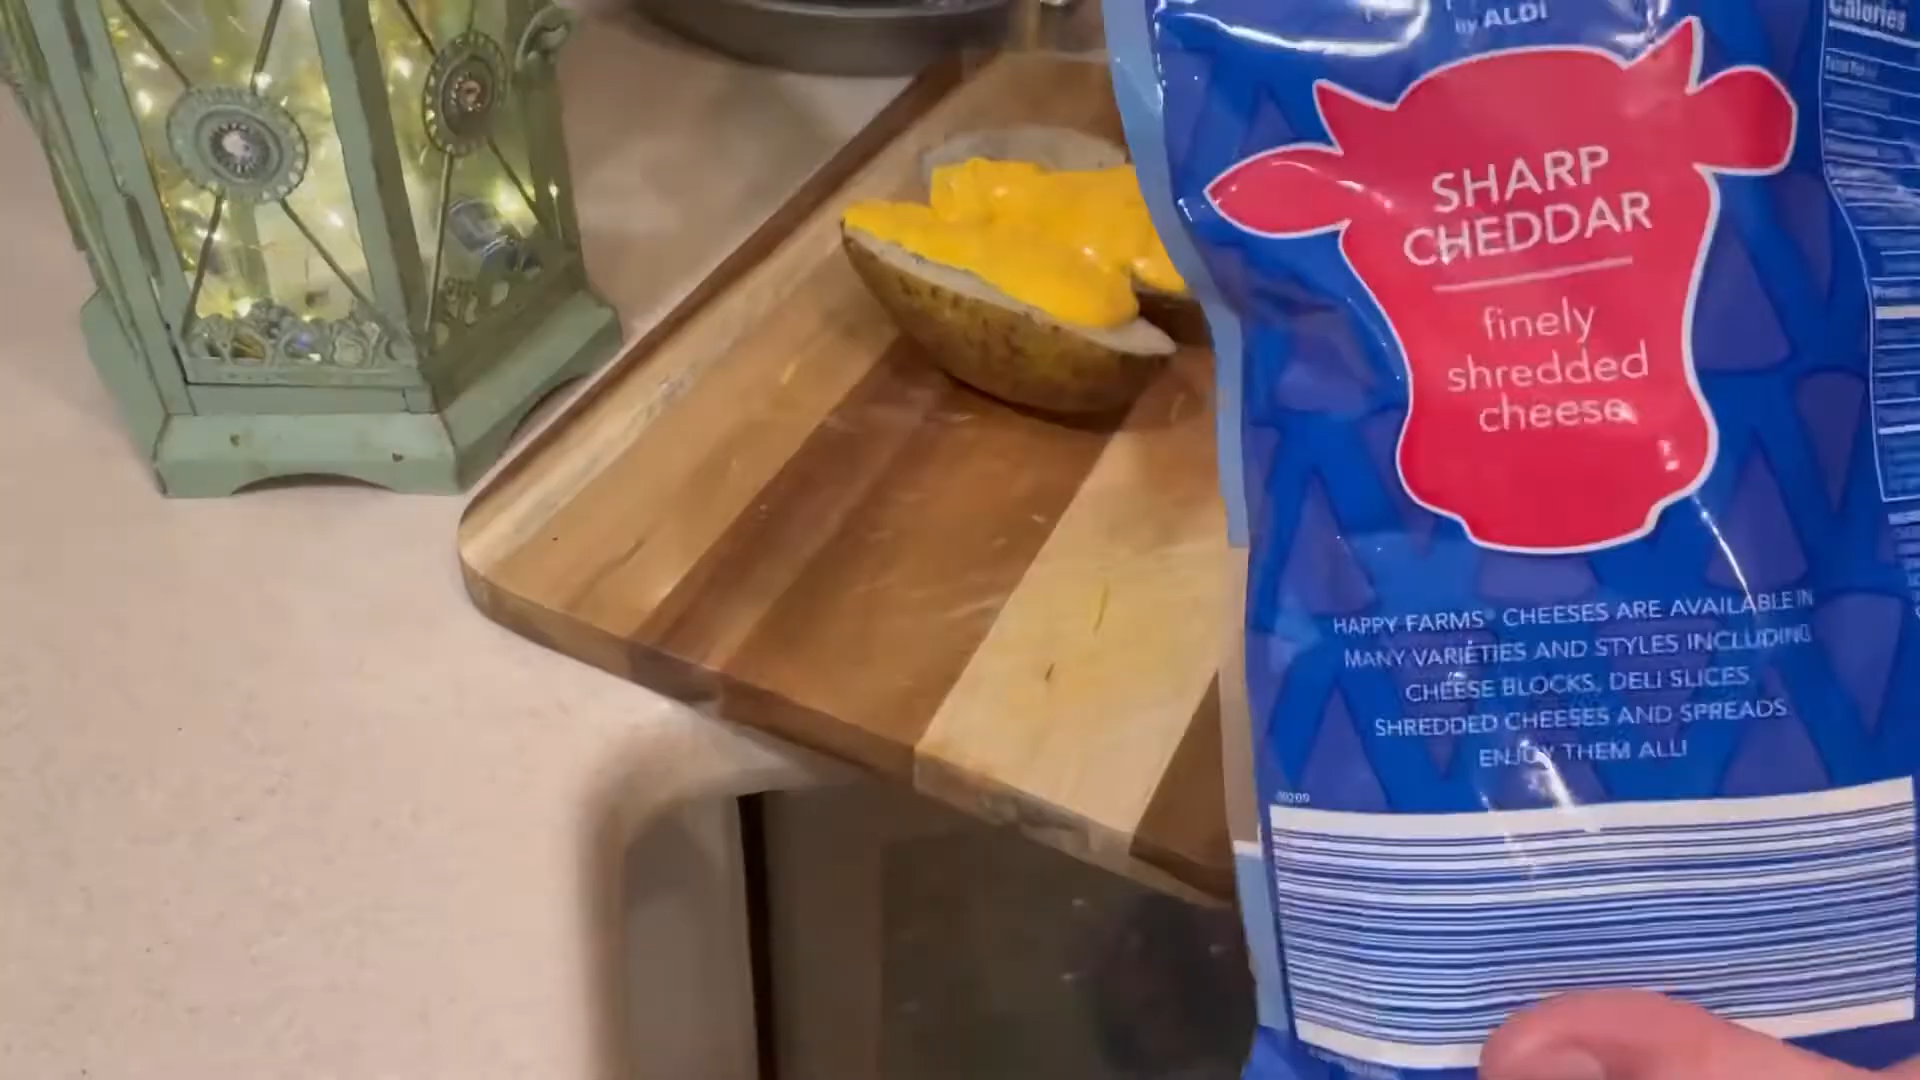 by ALDI
Calories
SHARP
CHEDDAR
finely
shredded
cheese
HAPPY FARMS® CHEESES ARE AVAILABLE IN
MANY VARIETIES AND STYLES INCLUDING
CHEESE BLOCKS, DELI SLICES
SHREDDED CHEESES AND SPREADS
ENJOY THEM ALL!